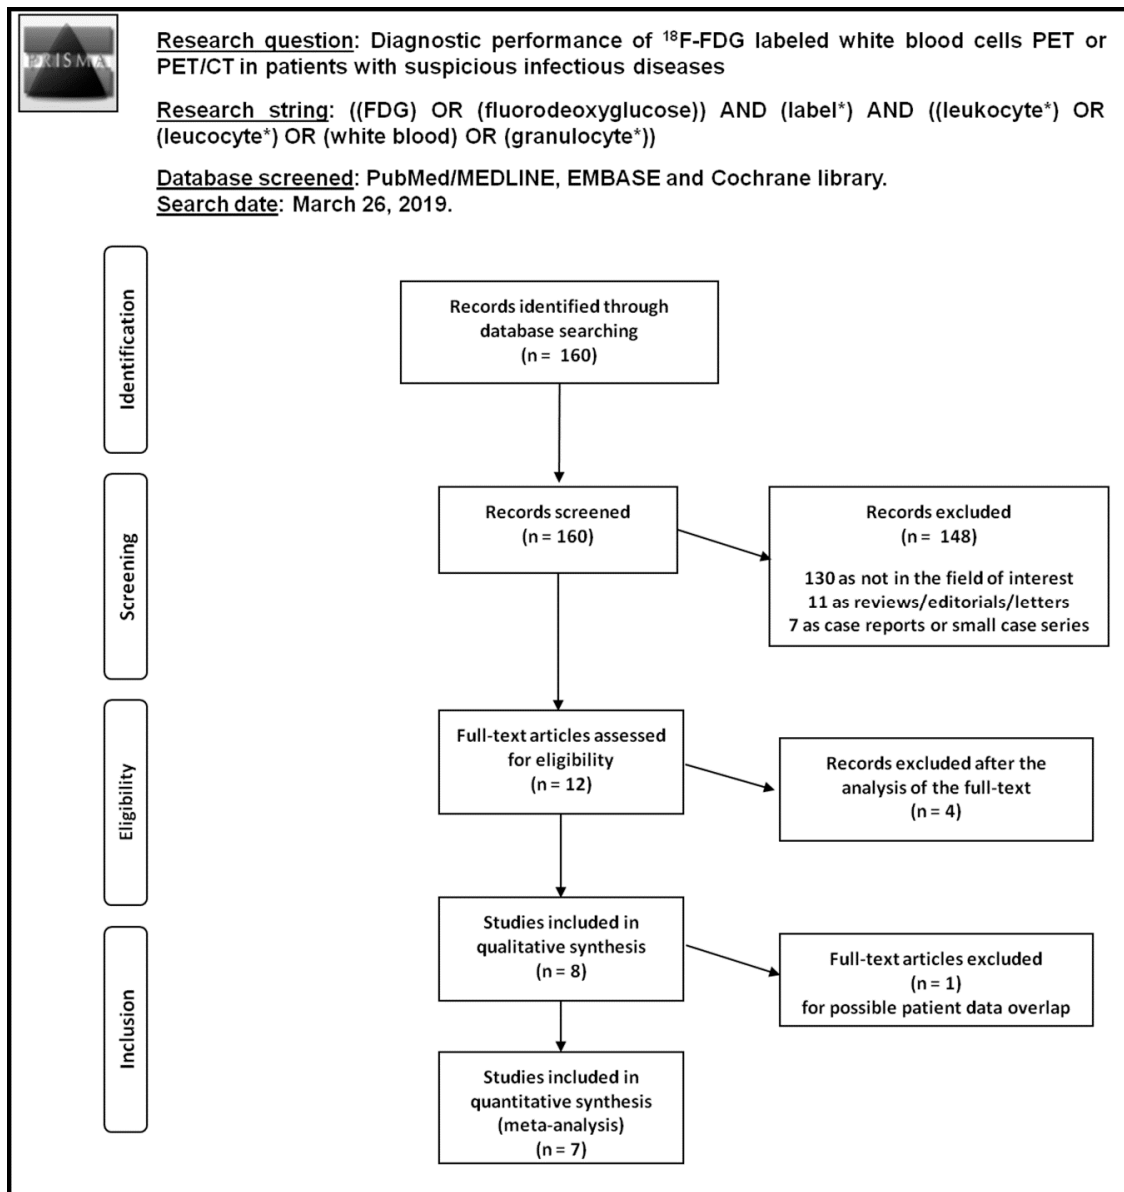 PRISMA
Research question: Diagnostic performance of ¹⁸F-FDG labeled white blood cells PET or
PET/CT in patients with suspicious infectious diseases
Research string: ((FDG) OR (fluorodeoxyglucose)) AND (label*) AND ((leukocyte*) OR
(leucocyte*) OR (white blood) OR (granulocyte*))
Database screened: PubMed/MEDLINE, EMBASE and Cochrane library.
Search date: March 26, 2019.
Identification
Records identified through
database searching
(n = 160)
Screening
Records screened
(n = 160)
Records excluded
(n = 148)
130 as not in the field of interest
11 as reviews/editorials/letters
7 as case reports or small case series
Eligibility
Full-text articles assessed
for eligibility
(n = 12)
Records excluded after the
analysis of the full-text
(n = 4)
Inclusion
Studies included in
qualitative synthesis
(n = 8)
Full-text articles excluded
(n = 1)
for possible patient data overlap
Studies included in
quantitative synthesis
(meta-analysis)
(n = 7)